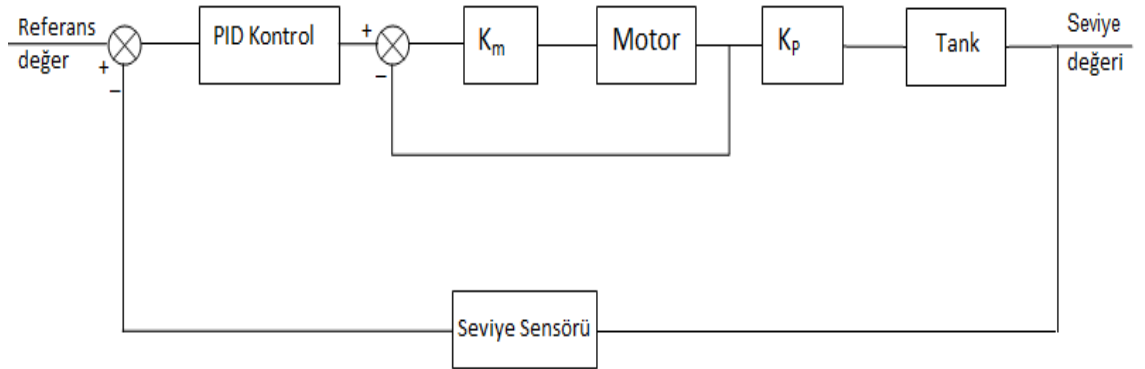 Referans
değer
+
−
PID Kontrol
+
−
Km
Motor
KP
Tank
Seviye
değeri
Seviye Sensörü